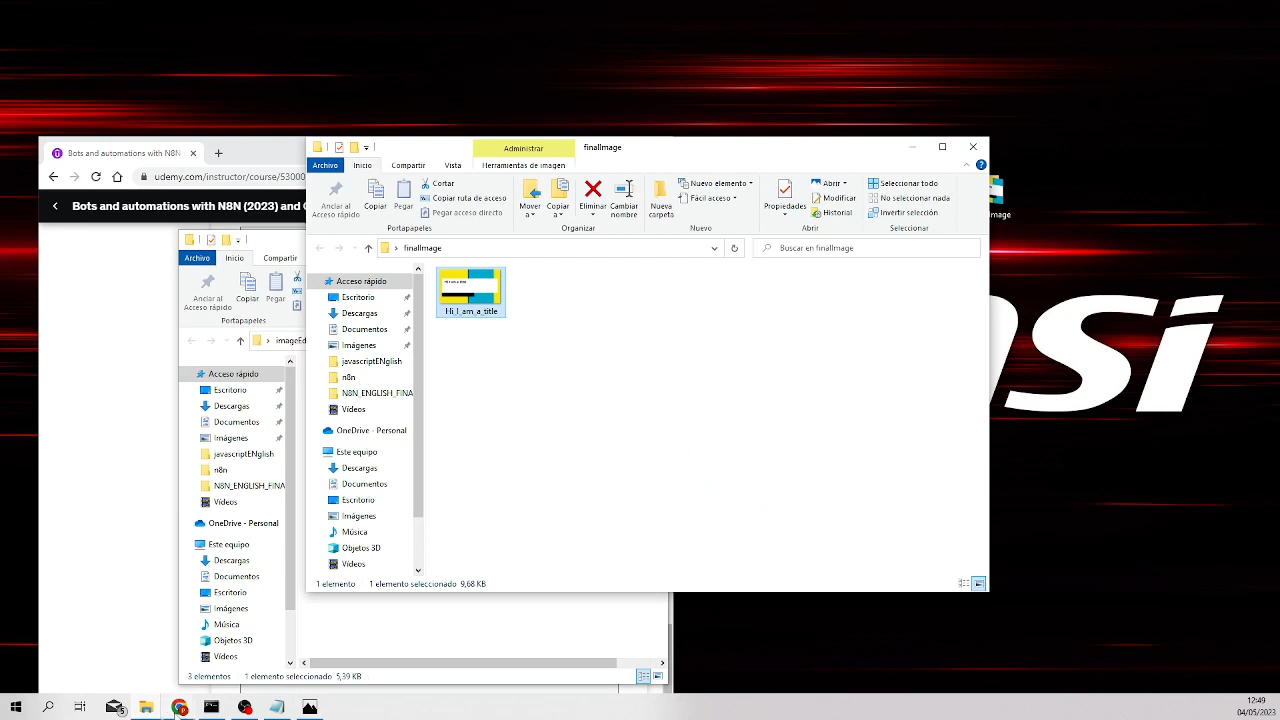 Bots and automations with N8N
udemy.com/instructor/course/53000
Bots and automations with N8N (2023) and
Administrar
finalImage
Archivo
Inicio
Compartir
Vista
Herramientas de imagen
Anclar al
Acceso rápido
Copiar
Pegar
Cortar
Copiar ruta de acceso
Pegar acceso directo
Portapapeles
Mover
a
Copiar
a
Eliminar
Cambiar
nombre
Organizar
Nueva
carpeta
Nuevo elemento
Fácil acceso
Nuevo
Propiedades
Abrir
Modificar
Historial
Abrir
Seleccionar todo
No seleccionar nada
Invertir selección
Seleccionar
finalImage
Buscar en finalImage
Acceso rápido
Escritorio
Descargas
Documentos
Imágenes
javascriptENglish
n8n
N8N_ENGLISH_FINA
Vídeos
OneDrive - Personal
Este equipo
Descargas
Documentos
Escritorio
Imágenes
Música
Objetos 3D
Vídeos
Hi I am a title
Hi_I_am_a_title
1 elemento
1 elemento seleccionado 9,68 KB
Archivo
Inicio
Compartir
Anclar al
Acceso rápido
Copiar
Pegar
Portapapeles
imageEd
Acceso rápido
Escritorio
Descargas
Documentos
Imágenes
javascriptENglish
n8n
N8N_ENGLISH_FINA
Vídeos
OneDrive - Personal
Este equipo
Descargas
Documentos
Escritorio
Imágenes
Música
Objetos 3D
Vídeos
3 elementos
1 elemento seleccionado 5,39 KB
si
12:49
04/05/2023